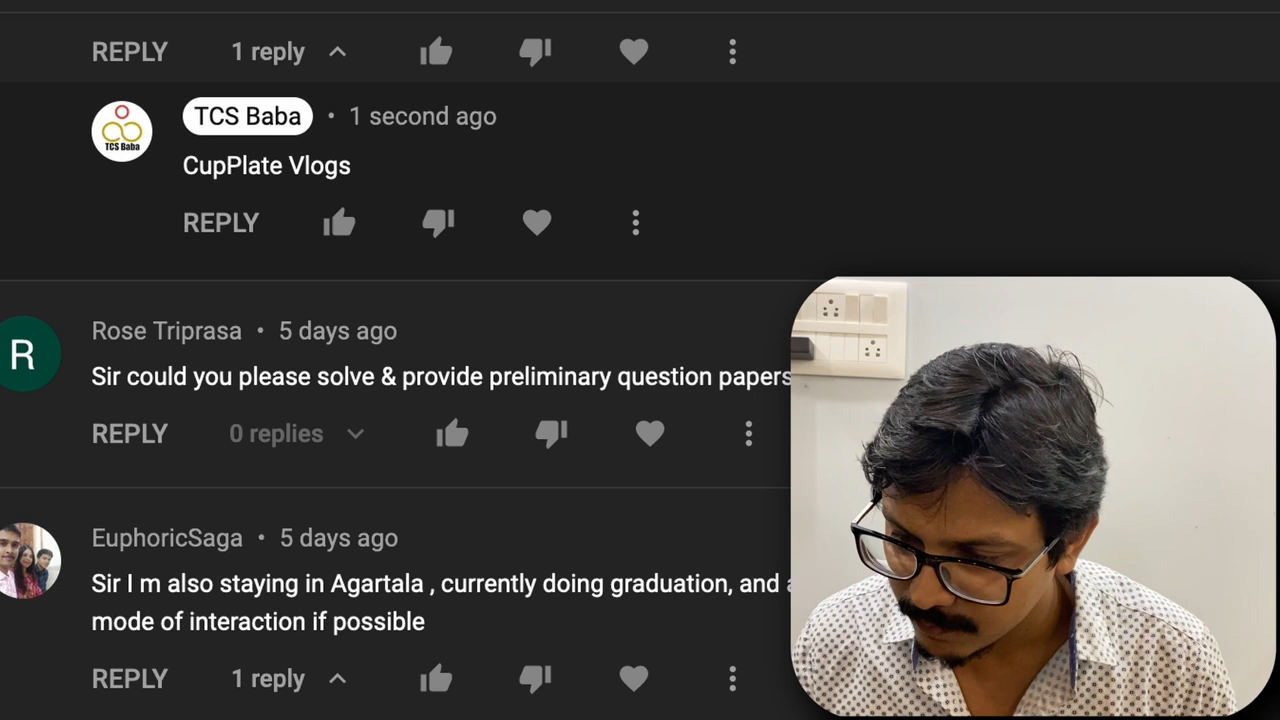 REPLY 1 reply
TCS Baba • 1 second ago
TCS Baba
CupPlate Vlogs
REPLY
R
Rose Triprasa • 5 days ago
Sir could you please solve & provide preliminary question papers
REPLY 0 replies
EuphoricSaga • 5 days ago
Sir I m also staying in Agartala , currently doing graduation, and
mode of interaction if possible
REPLY 1 reply